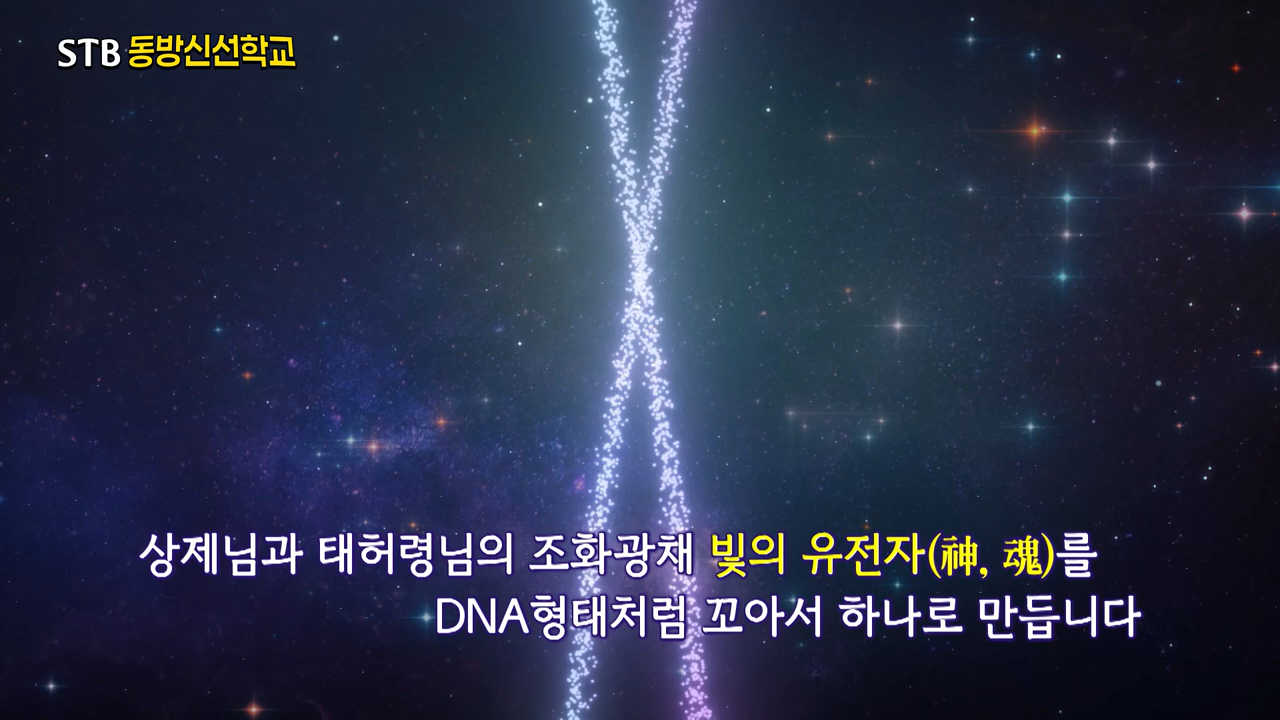 STB 동방신선학교
상제님과 태허령님의 조화광채 빛의 유전자(神, 魂)를
DNA형태처럼 꼬아서 하나로 만듭니다